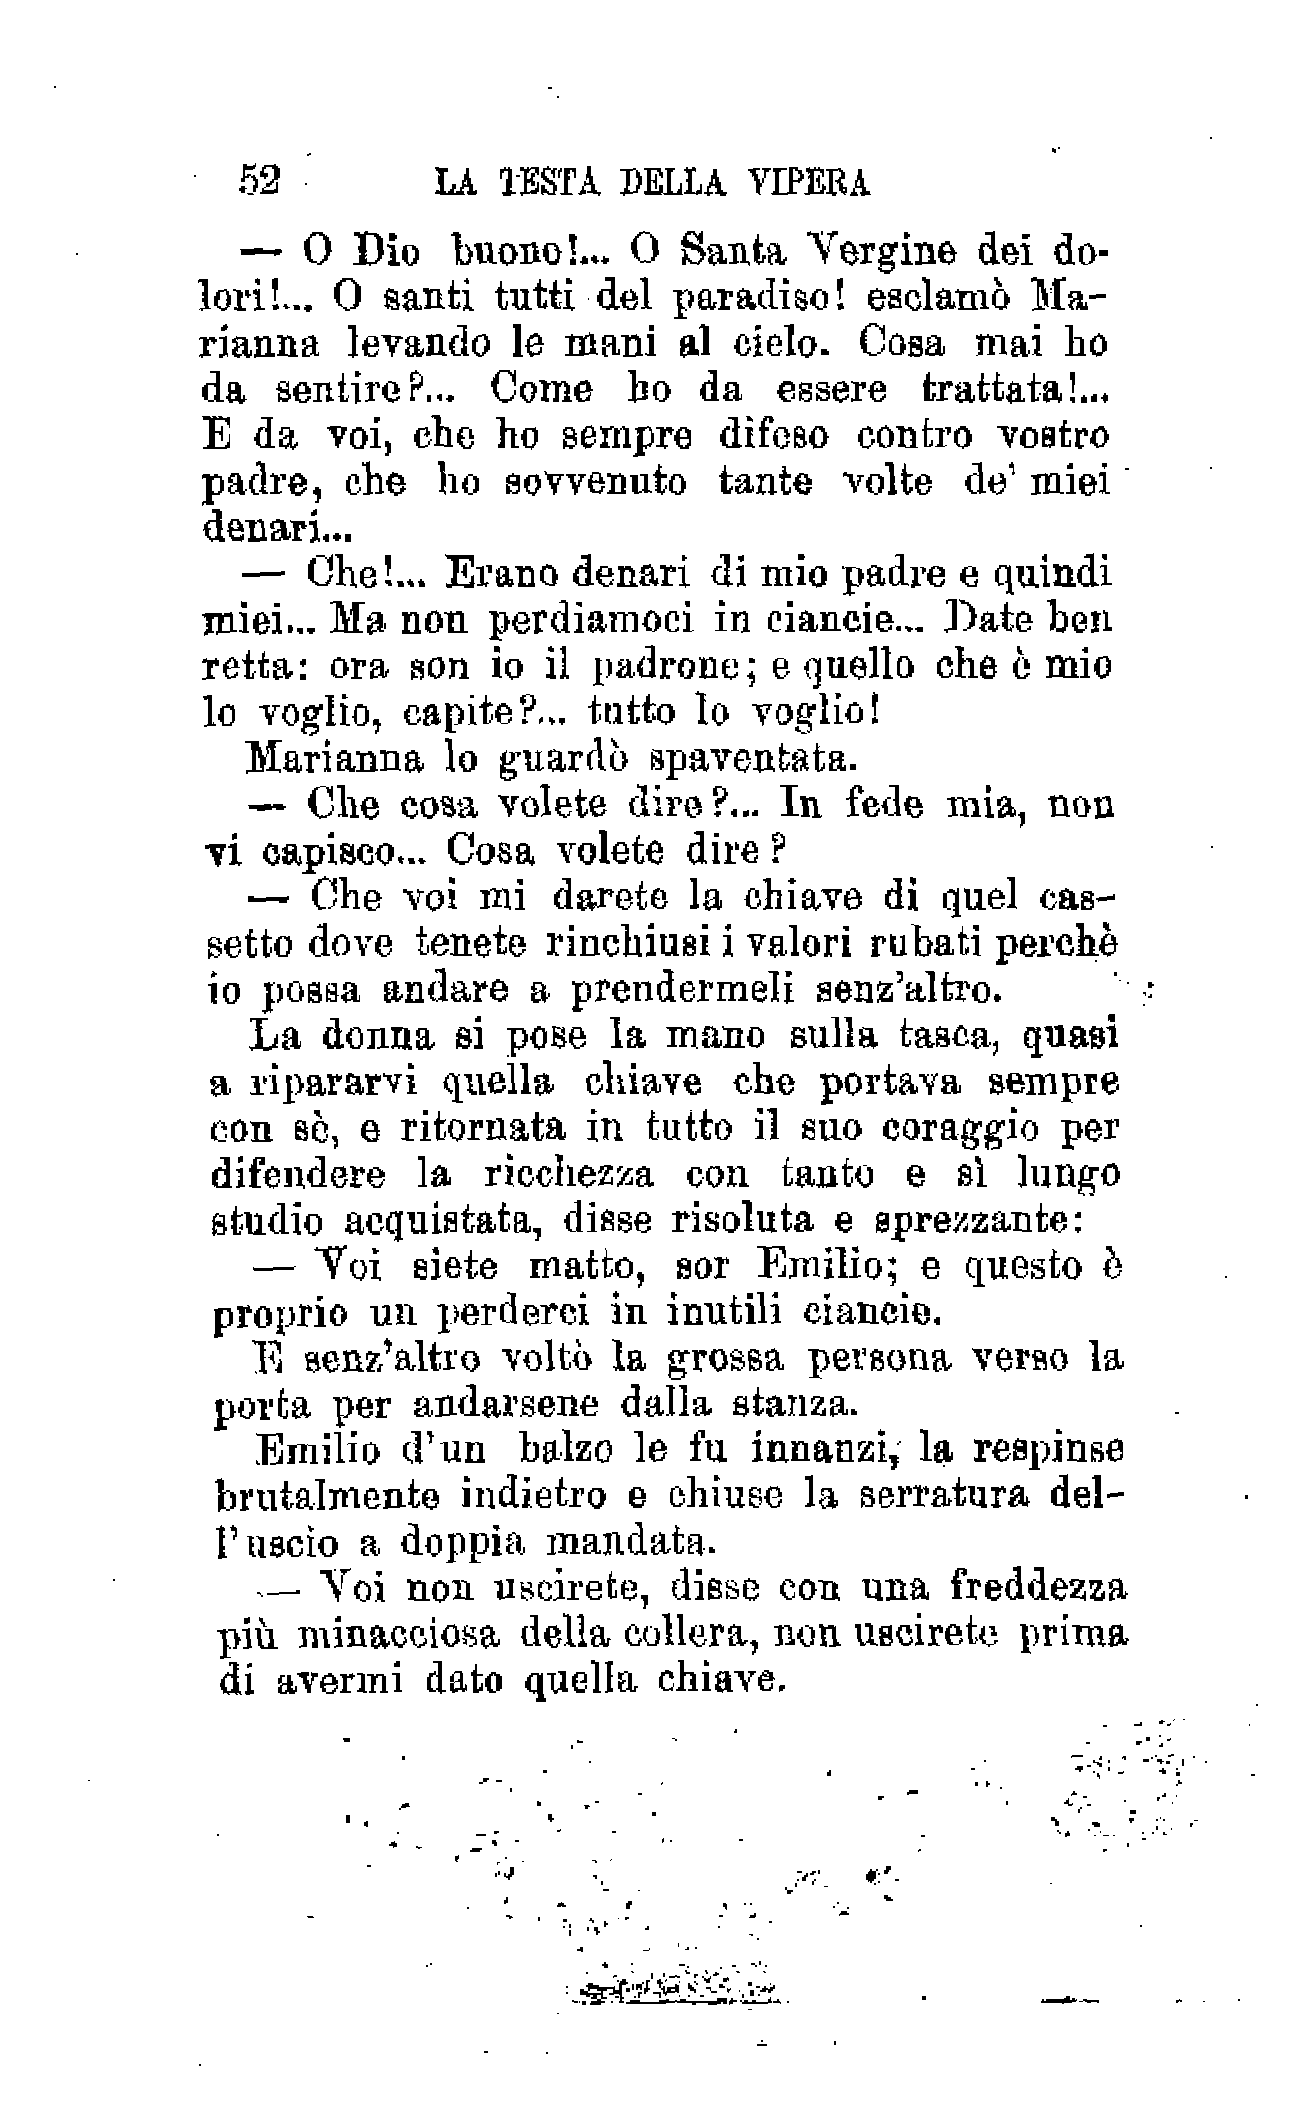 52 LA TESTA DELLA VIPERA
— O Dio buono!... O Santa Vergine dei do-
lori!... O santi tutti del paradiso! esclamò Ma-
rianna levando le mani al cielo. Cosa mai ho
da sentire?... Come ho da essere trattata!...
E da voi, che ho sempre difeso contro vostro
padre, che ho sovvenuto tante volte de' miei
denari...
— Che!... Erano denari di mio padre e quindi
miei... Ma non perdiamoci in ciancie... Date ben
retta: ora son io il padrone; e quello che è mio
lo voglio, capite?... tutto lo voglio!
Marianna lo guardò spaventata.
— Che cosa volete dire?... In fede mia, non
vi capisco... Cosa volete dire?
— Che voi mi darete la chiave di quel cas-
setto dove tenete rinchiusi i valori rubati perchè
io possa andare a prendermeli senz'altro.
La donna si pose la mano sulla tasca, quasi
a ripararvi quella chiave che portava sempre
con sè, e ritornata in tutto il suo coraggio per
difendere la ricchezza con tanto e sì lungo
studio acquistata, disse risoluta e sprezzante:
— Voi siete matto, sor Emilio; e questo è
proprio un perderci in inutili ciancie.
E senz'altro voltò la grossa persona verso la
porta per andarsene dalla stanza.
Emilio d'un balzo le fu innanzi, la respinse
brutalmente indietro e chiuse la serratura del-
l'uscio a doppia mandata.
— Voi non uscirete, disse con una freddezza
più minacciosa della collera, non uscirete prima
di avermi dato quella chiave.